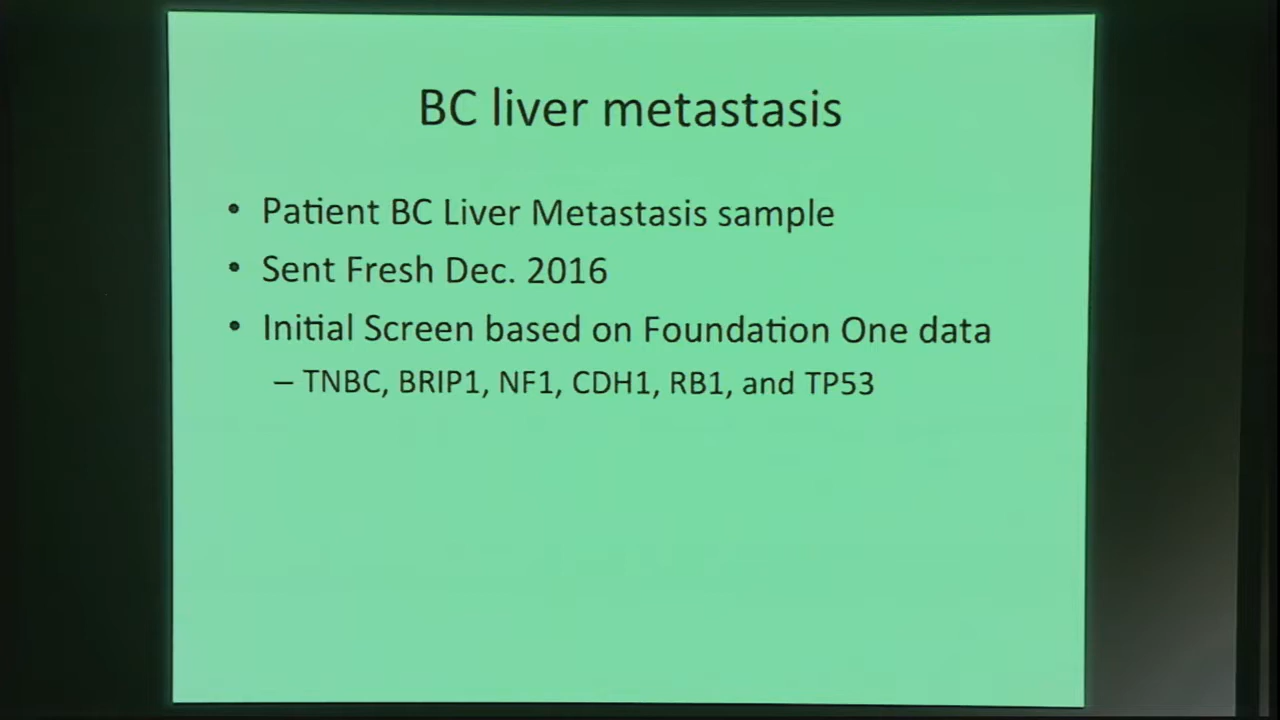 BC liver metastasis
• Patient BC Liver Metastasis sample
• Sent Fresh Dec. 2016
• Initial Screen based on Foundation One data
– TNBC, BRIP1, NF1, CDH1, RB1, and TP53